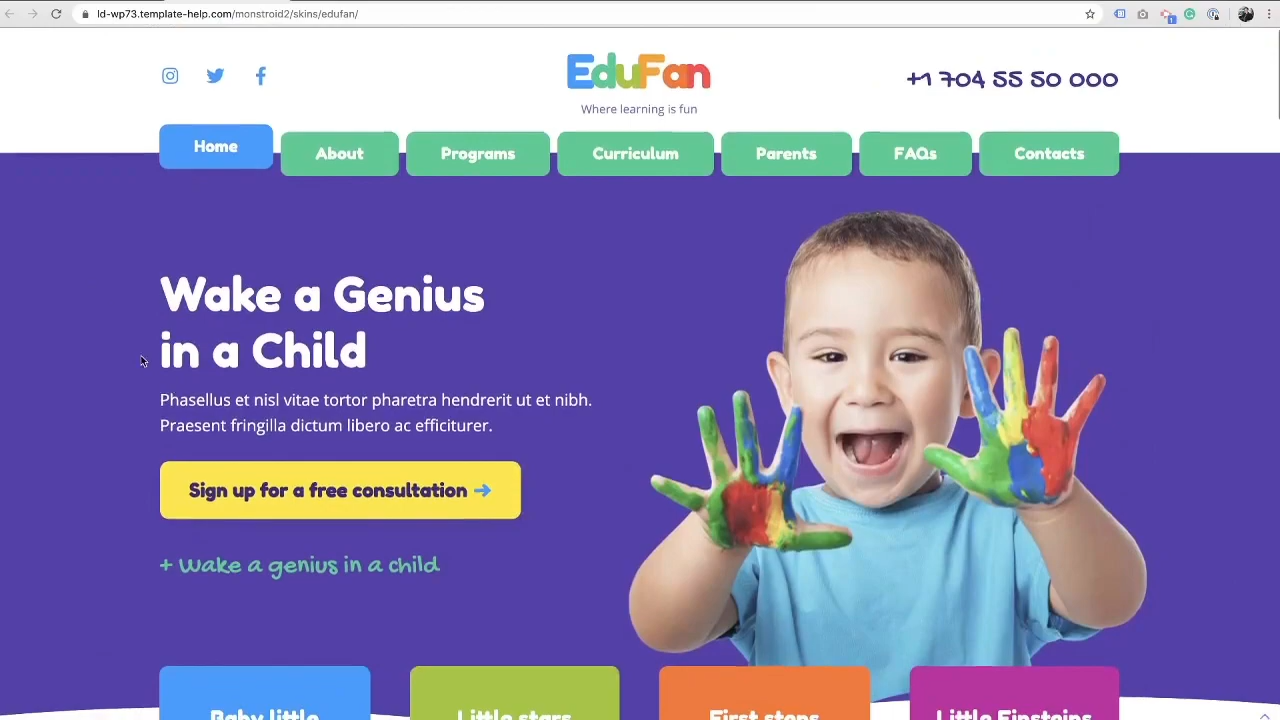 ld-wp73.template-help.com/monstroid2/skins/edufan/
1
EduFan
Where learning is fun
+1 704 55 50 000
Home
About
Programs
Curriculum
Parents
FAQs
Contacts
Wake a Genius
in a Child
Phasellus et nisl vitae tortor pharetra hendrerit ut et nibh.
Praesent fringilla dictum libero ac efficiturer.
Sign up for a free consultation
+ Wake a genius in a child
Baby little
Little stars
First steps
Little Einsteins